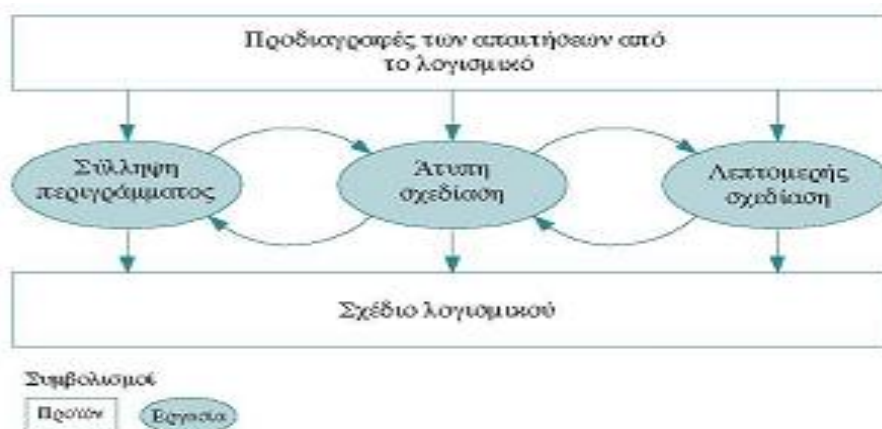 Προδιαγραφές των απαιτήσεων από
το λογισμικό
Σύλληψη
περιγράμματος
Άτυπη
σχεδίαση
Λεπτομερής
σχεδίαση
Σχέδιο λογισμικού
Συμβολισμοί
Προϊόν
Εργασία